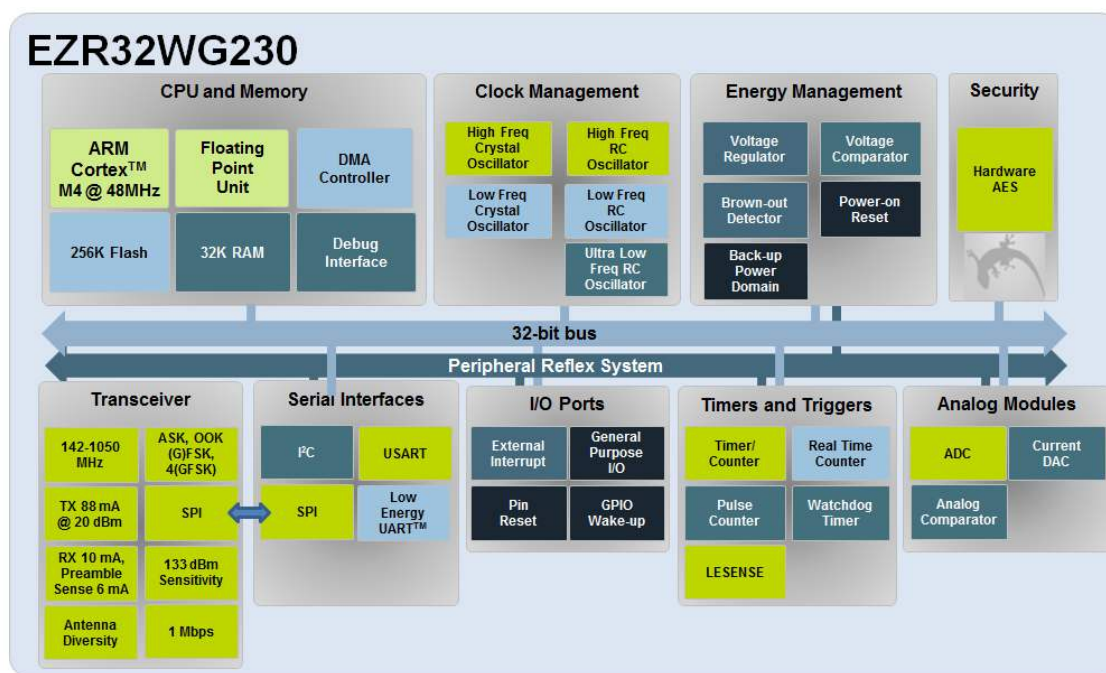 EZR32WG230
CPU and Memory
ARM
Cortex™
M4 @ 48MHz
Floating
Point
Unit
DMA
Controller
256K Flash
32K RAM
Debug
Interface
Clock Management
High Freq
Crystal
Oscillator
High Freq
RC
Oscillator
Low Freq
Crystal
Oscillator
Low Freq
RC
Oscillator
Ultra Low
Freq RC
Oscillator
Energy Management
Voltage
Regulator
Voltage
Comparator
Brown-out
Detector
Power-on
Reset
Back-up
Power
Domain
Security
Hardware
AES
32-bit bus
Peripheral Reflex System
Transceiver
142-1050
MHz
ASK, OOK
(G)FSK,
4(GFSK)
TX 88 mA
@ 20 dBm
SPI
RX 10 mA,
Preamble
Sense 6 mA
133 dBm
Sensitivity
Antenna
Diversity
1 Mbps
Serial Interfaces
I²C
USART
SPI
Low
Energy
UART™
I/O Ports
External
Interrupt
General
Purpose
I/O
Pin
Reset
GPIO
Wake-up
Timers and Triggers
Timer/
Counter
Real Time
Counter
Pulse
Counter
Watchdog
Timer
LESENSE
Analog Modules
ADC
Current
DAC
Analog
Comparator